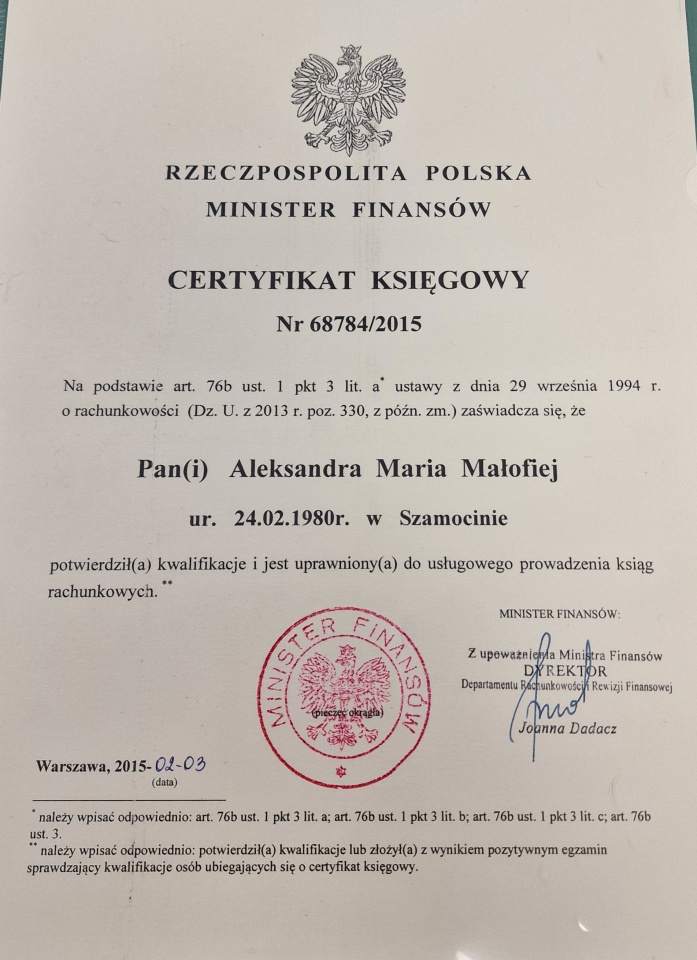 RZECZPOSPOLITA POLSKA
MINISTER FINANSÓW
CERTYFIKAT KSIĘGOWY
Nr 68784/2015
Na podstawie art. 76b ust. 1 pkt 3 lit. a* ustawy z dnia 29 września 1994 r.
o rachunkowości (Dz. U. z 2013 r. poz. 330, z późn. zm.) zaświadcza się, że
Pan(i) Aleksandra Maria Małofiej
ur. 24.02.1980r. w Szamocinie
potwierdził(a) kwalifikacje i jest uprawniony(a) do usługowego prowadzenia ksiąg
rachunkowych. **
MINISTER FINANSÓW:
Z upoważnienia Ministra Finansów
DYREKTOR
Departamentu Rachunkowości i Rewizji Finansowej
Joanna Dadacz
MINISTER FINANSÓW
(pieczęć okrągła)
Warszawa, 2015-02-03
(data)
* należy wpisać odpowiednio: art. 76b ust. 1 pkt 3 lit. a; art. 76b ust. 1 pkt 3 lit. b; art. 76b ust. 1 pkt 3 lit. c; art. 76b
ust. 3.
** należy wpisać odpowiednio: potwierdził(a) kwalifikacje lub złożył(a) z wynikiem pozytywnym egzamin
sprawdzający kwalifikacje osób ubiegających się o certyfikat księgowy.